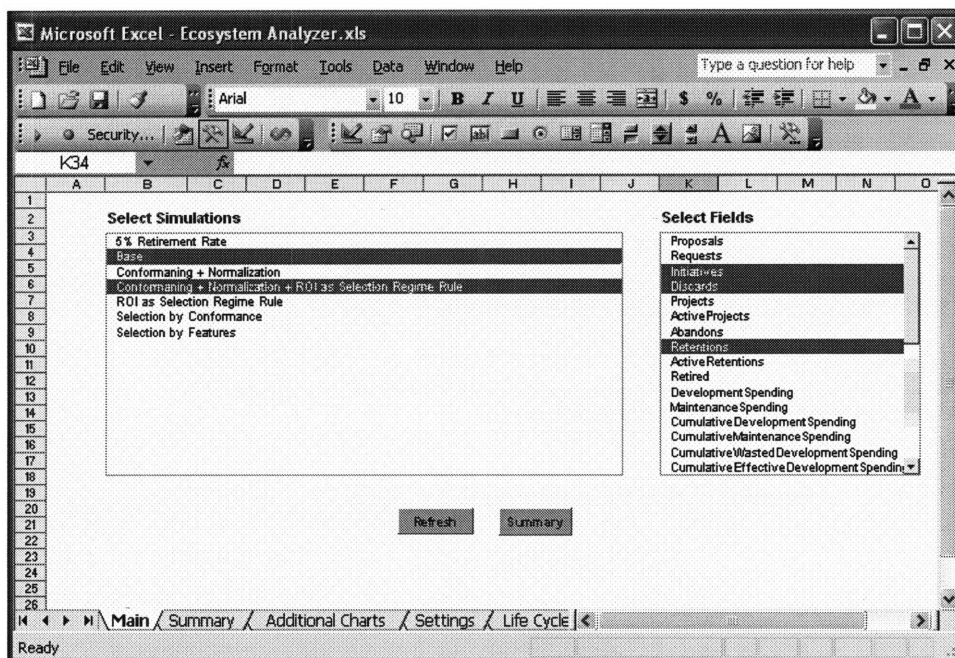 Microsoft Excel - Ecosystem Analyzer.xls
File Edit View Insert Format Tools Data Window Help Type a question for help
Arial 10 B I U $ % A
Security... ab A
K34 fx
A B C D E F G H I J K L M N O
1
2 Select Simulations Select Fields
3 5% Retirement Rate Proposals
4 Base Requests
5 Conformaning + Normalization Initiatives
6 Conformaning + Normalization + ROI as Selection Regime Rule Discards
7 ROI as Selection Regime Rule Projects
8 Selection by Conformance Active Projects
9 Selection by Features Abandons
10 Retentions
11 Active Retentions
12 Retired
13 Development Spending
14 Maintenance Spending
15 Cumulative Development Spending
16 Cumulative Maintenance Spending
17 Cumulative Wasted Development Spending
18 Cumulative Effective Development Spending
19
20
21 Refresh Summary
22
23
24
25
26
Main Summary Additional Charts Settings Life Cycle
Ready